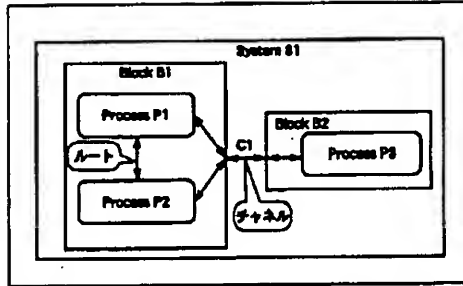 System S1
Block B1
Process P1
ルート
Process P2
C1
チャネル
Block B2
Process P3